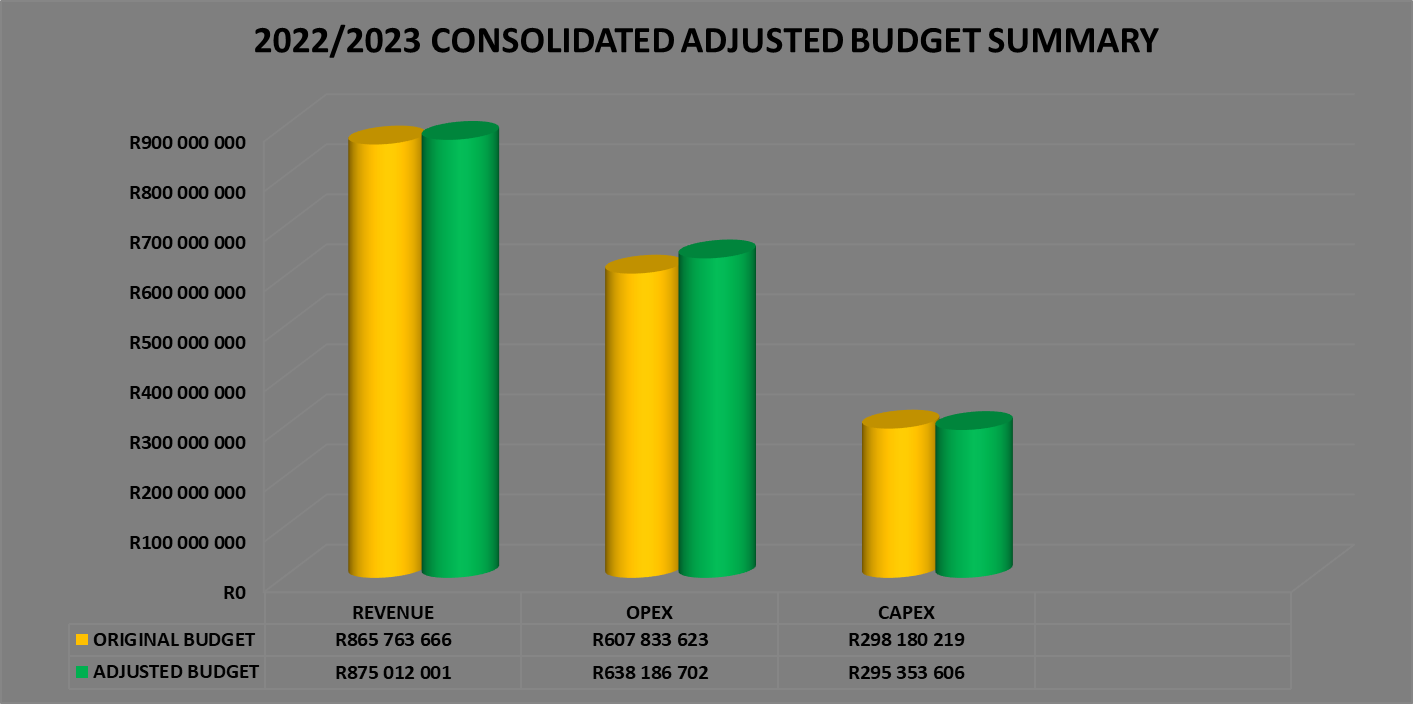 2022/2023 CONSOLIDATED ADJUSTED BUDGET SUMMARY
R900 000 000
R800 000 000
R700 000 000
R600 000 000
R500 000 000
R400 000 000
R300 000 000
R200 000 000
R100 000 000
R0
REVENUE OPEX CAPEX
ORIGINAL BUDGET R865 763 666 R607 833 623 R298 180 219
ADJUSTED BUDGET R875 012 001 R638 186 702 R295 353 606